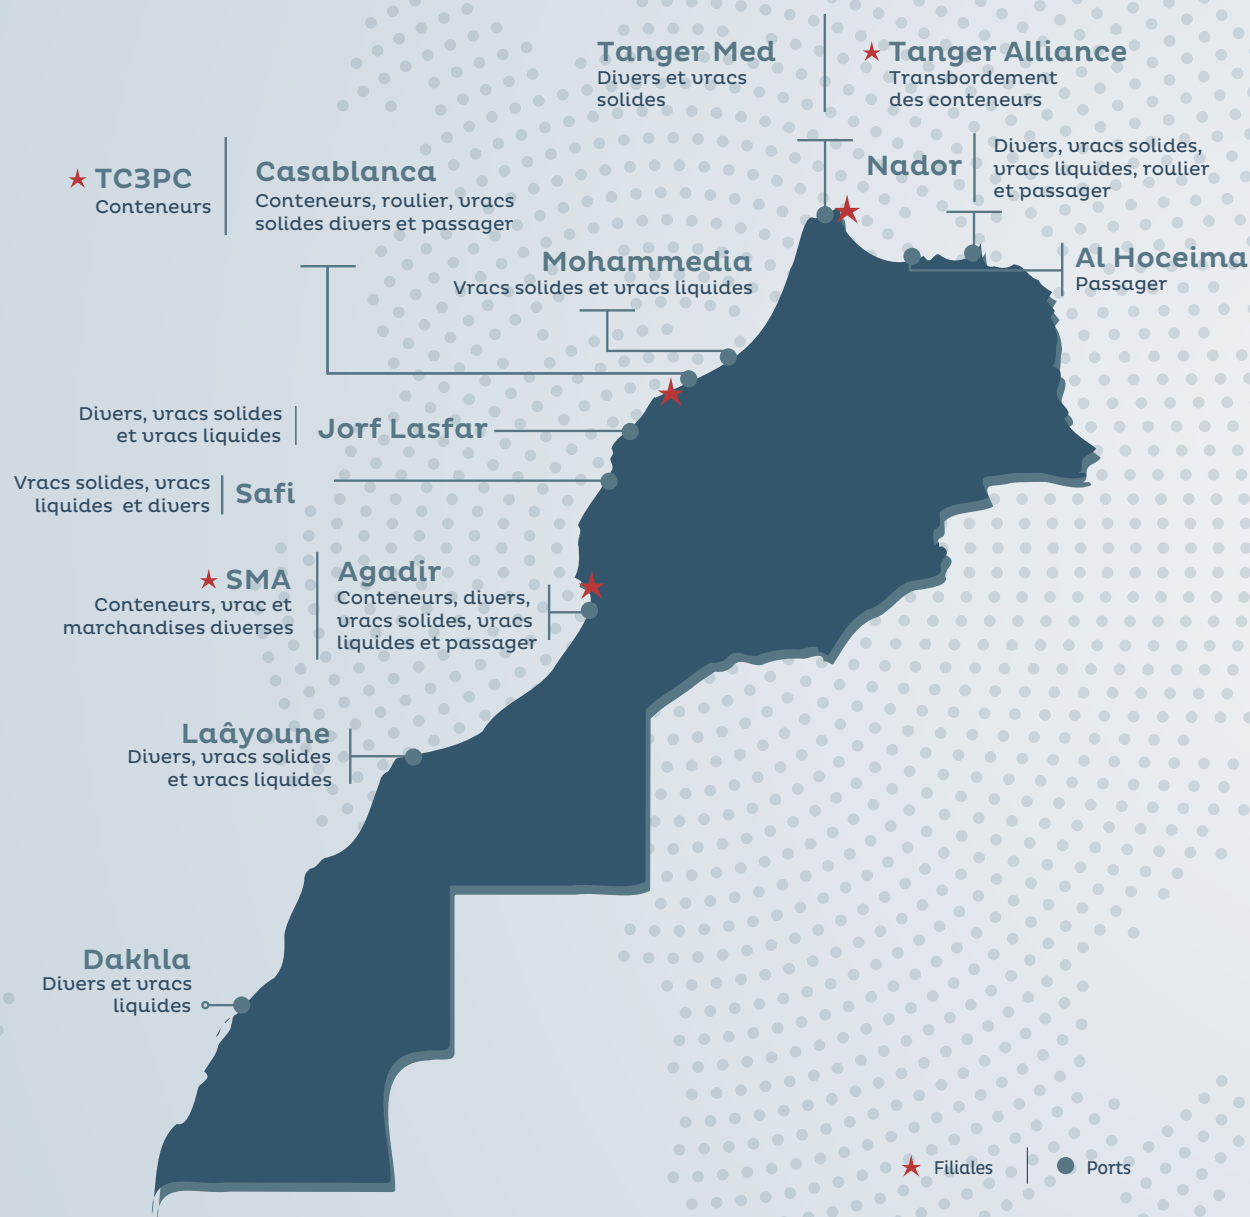 Tanger Med
Divers et vracs
solides
Tanger Alliance
Transbordement
des conteneurs
TC3PC
Conteneurs
Casablanca
Conteneurs, roulier, vracs
solides divers et passager
Nador
Divers, vracs solides,
vracs liquides, roulier
et passager
Mohammedia
Vracs solides et vracs liquides
Al Hoceima
Passager
Divers, vracs solides
et vracs liquides
Jorf Lasfar
Vracs solides, vracs
liquides et divers
Safi
SMA
Conteneurs, vrac et
marchandises diverses
Agadir
Conteneurs, divers,
vracs solides, vracs
liquides et passager
Laâyoune
Divers, vracs solides
et vracs liquides
Dakhla
Divers et vracs
liquides
Filiales
Ports